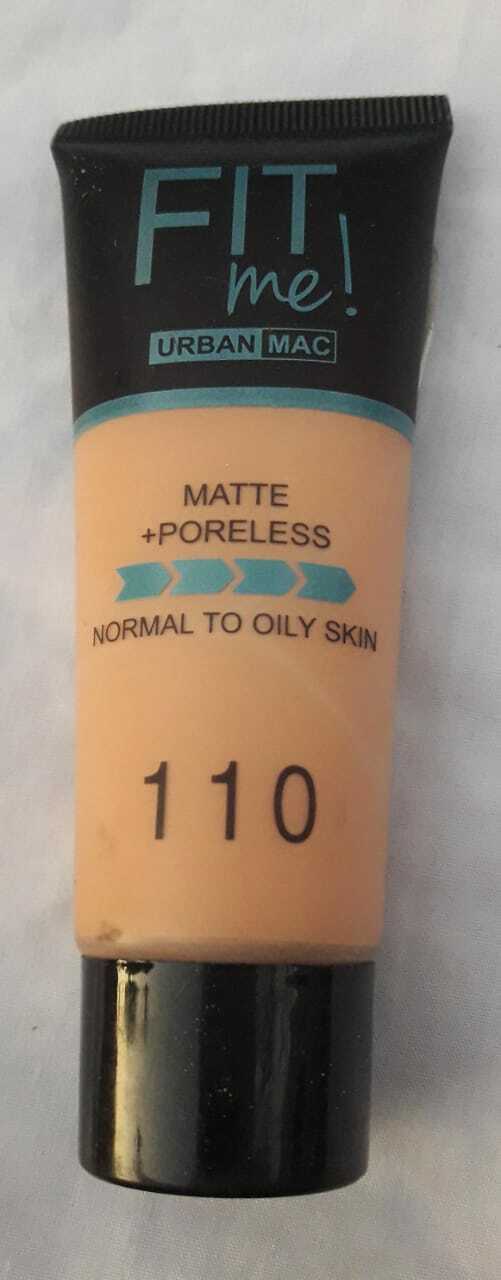 FIT
me!
URBAN MAC
MATTE
+PORELESS
NORMAL TO OILY SKIN
110